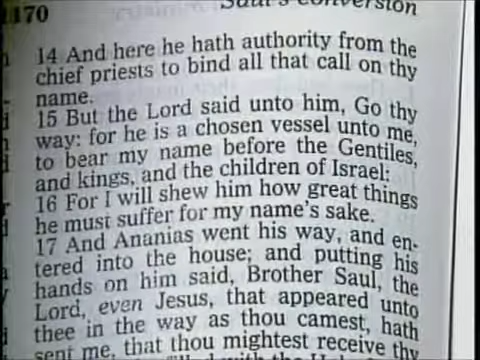 170
Saul's conversion
14 And here he hath authority from the
chief priests to bind all that call on thy
name.
15 But the Lord said unto him, Go thy
way: for he is a chosen vessel unto me,
to bear my name before the Gentiles,
and kings, and the children of Israel:
16 For I will shew him how great things
he must suffer for my name's sake.
17 And Ananias went his way, and en-
tered into the house; and putting his
hands on him said, Brother Saul, the
Lord, even Jesus, that appeared unto
thee in the way as thou camest, hath
sent me, that thou mightest receive thy
filled with the